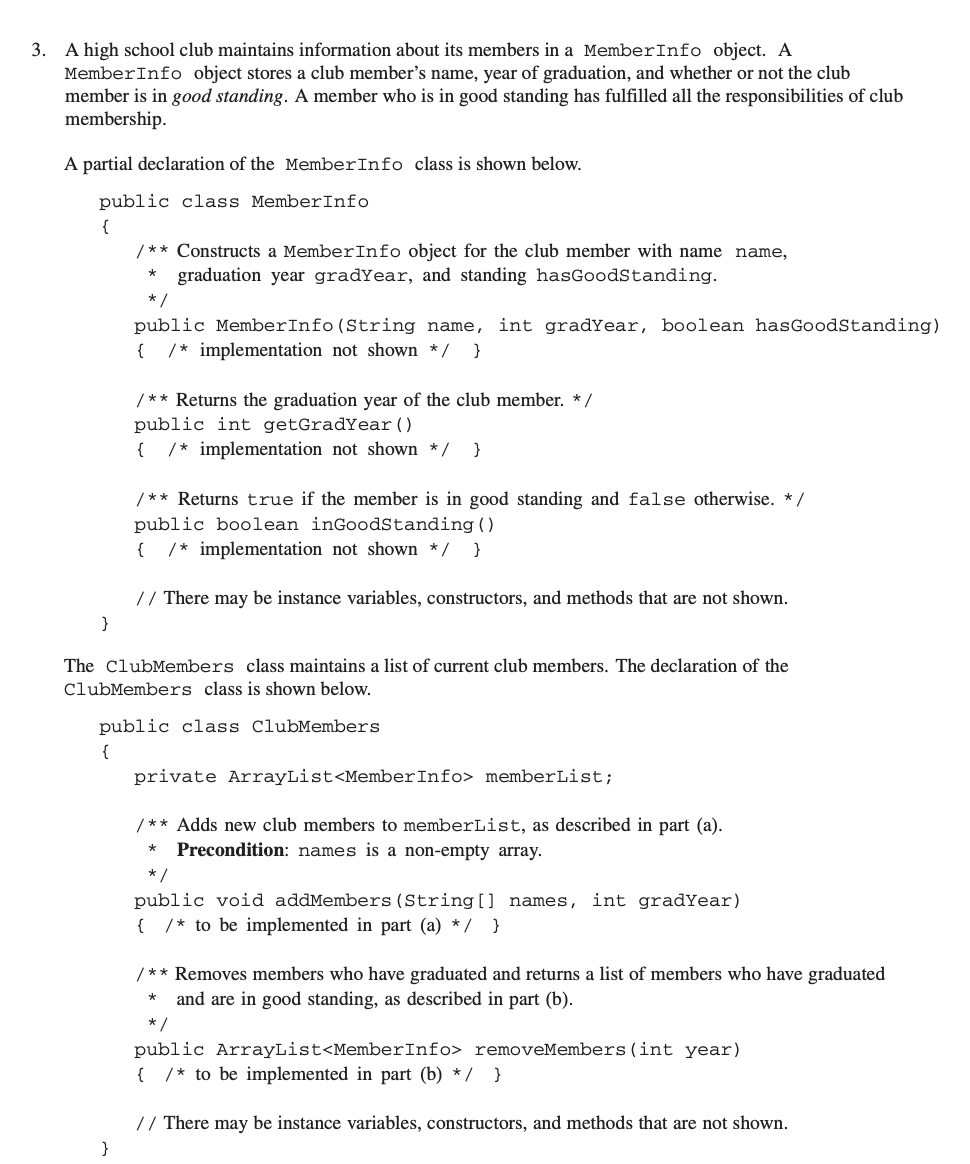 3. A high school club maintains information about its members in a MemberInfo object. A
MemberInfo object stores a club member's name, year of graduation, and whether or not the club
member is in good standing. A member who is in good standing has fulfilled all the responsibilities of club
membership.
A partial declaration of the MemberInfo class is shown below.
public class MemberInfo
{
/** Constructs a MemberInfo object for the club member with name name,
* graduation year gradYear, and standing hasGoodStanding.
*/
public MemberInfo(String name, int gradYear, boolean hasGoodStanding)
{ /* implementation not shown */ }
/** Returns the graduation year of the club member. */
public int getGradYear()
{ /* implementation not shown */ }
/** Returns true if the member is in good standing and false otherwise. */
public boolean inGoodStanding()
{ /* implementation not shown */ }
// There may be instance variables, constructors, and methods that are not shown.
}
The ClubMembers class maintains a list of current club members. The declaration of the
ClubMembers class is shown below.
public class ClubMembers
{
private ArrayList<MemberInfo> memberList;
/** Adds new club members to memberList, as described in part (a).
* Precondition: names is a non-empty array.
*/
public void addMembers(String[] names, int gradYear)
{ /* to be implemented in part (a) */ }
/** Removes members who have graduated and returns a list of members who have graduated
* and are in good standing, as described in part (b).
*/
public ArrayList<MemberInfo> removeMembers(int year)
{ /* to be implemented in part (b) */ }
// There may be instance variables, constructors, and methods that are not shown.
}